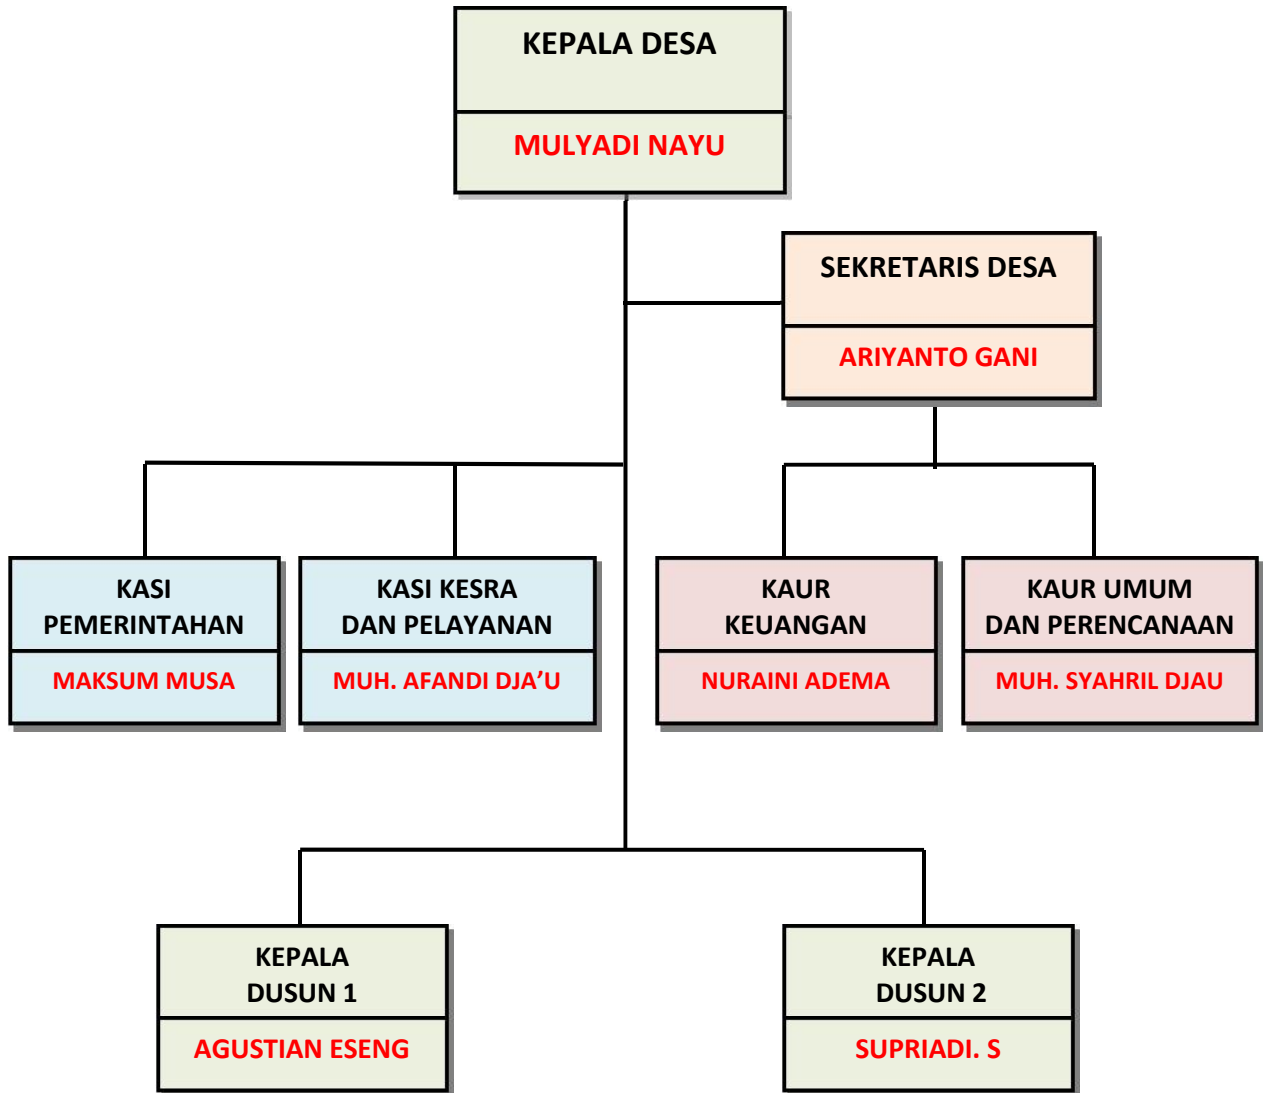 KEPALA DESA
MULYADI NAYU
SEKRETARIS DESA
ARIYANTO GANI
KASI
PEMERINTAHAN
MAKSUM MUSA
KASI KESRA
DAN PELAYANAN
MUH. AFANDI DJA’U
KAUR
KEUANGAN
NURAINI ADEMA
KAUR UMUM
DAN PERENCANAAN
MUH. SYAHRIL DJAU
KEPALA
DUSUN 1
AGUSTIAN ESENG
KEPALA
DUSUN 2
SUPRIADI. S